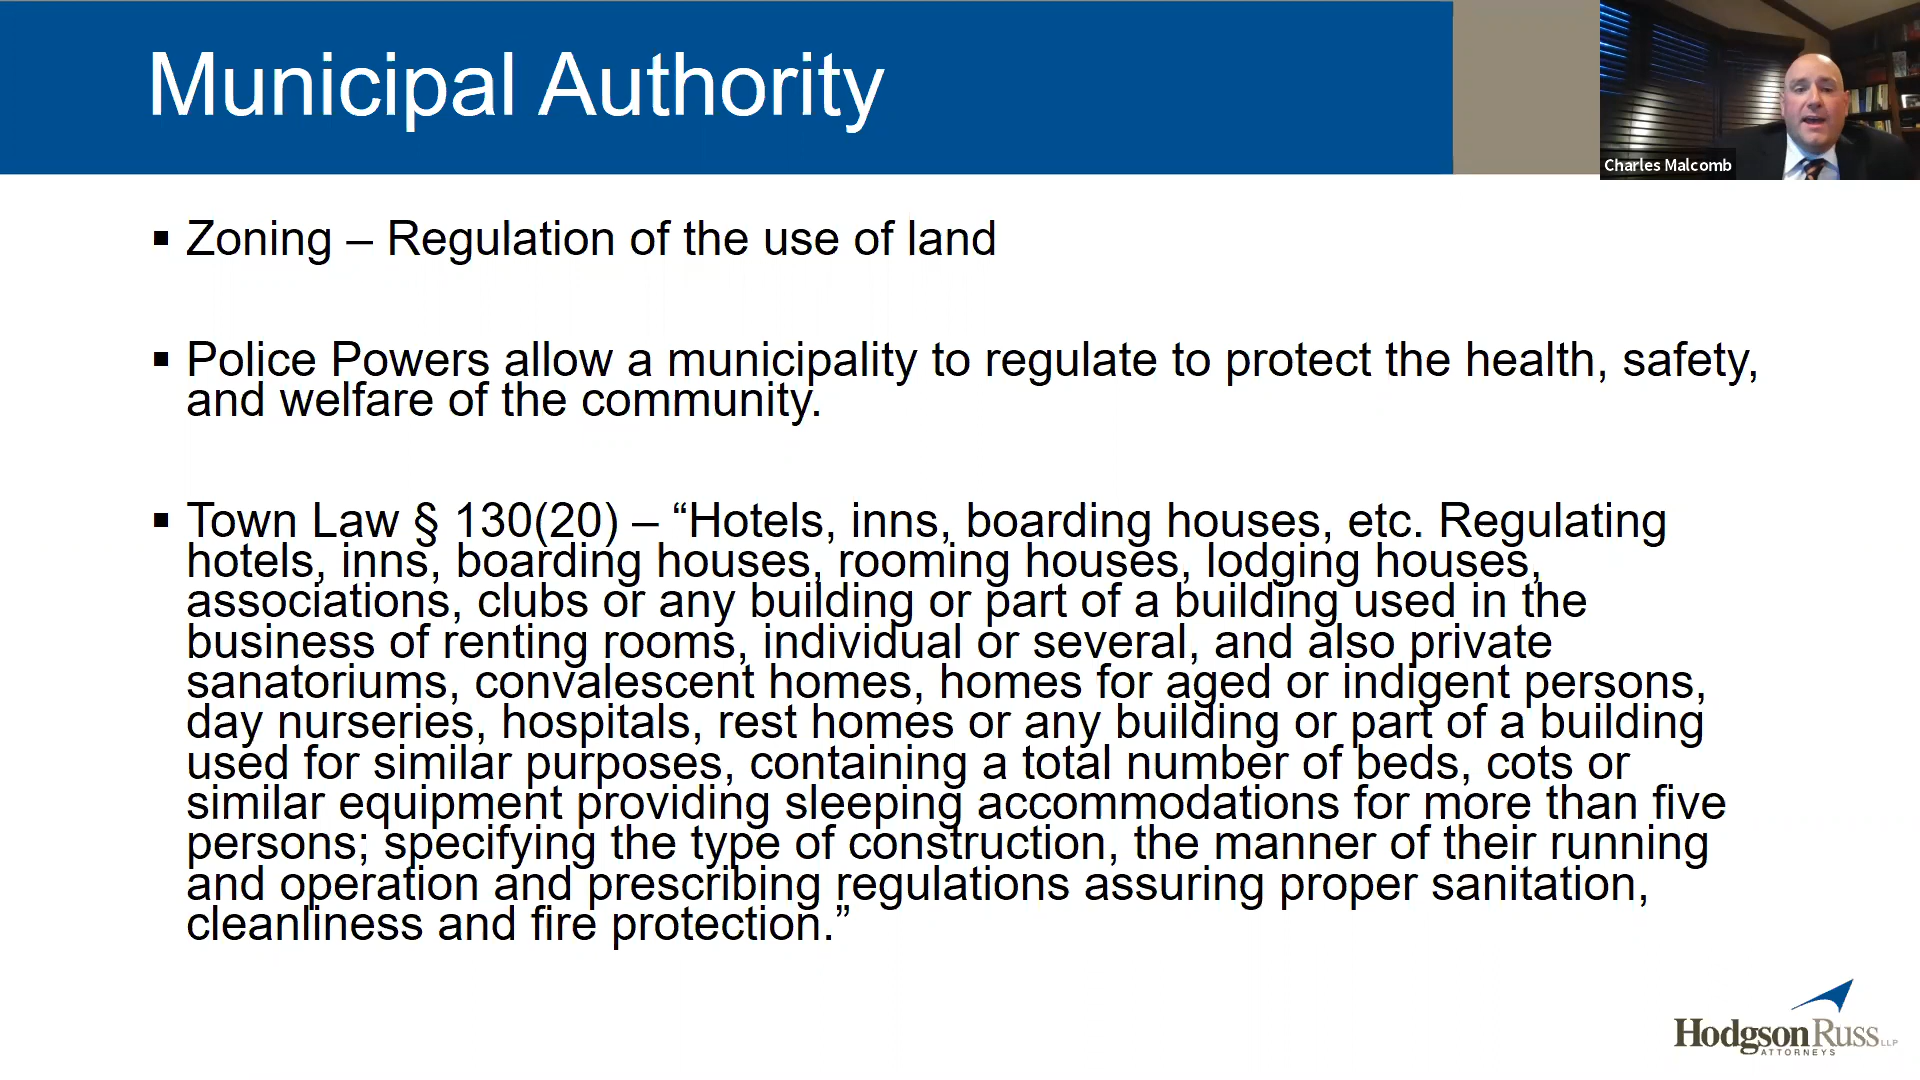 Municipal Authority
Charles Malcomb
▪ Zoning – Regulation of the use of land
▪ Police Powers allow a municipality to regulate to protect the health, safety,
and welfare of the community.
▪ Town Law § 130(20) – “Hotels, inns, boarding houses, etc. Regulating
hotels, inns, boarding houses, rooming houses, lodging houses,
associations, clubs or any building or part of a building used in the
business of renting rooms, individual or several, and also private
sanatoriums, convalescent homes, homes for aged or indigent persons,
day nurseries, hospitals, rest homes or any building or part of a building
used for similar purposes, containing a total number of beds, cots or
similar equipment providing sleeping accommodations for more than five
persons; specifying the type of construction, the manner of their running
and operation and prescribing regulations assuring proper sanitation,
cleanliness and fire protection.”
HodgsonRuss LLP
ATTORNEYS